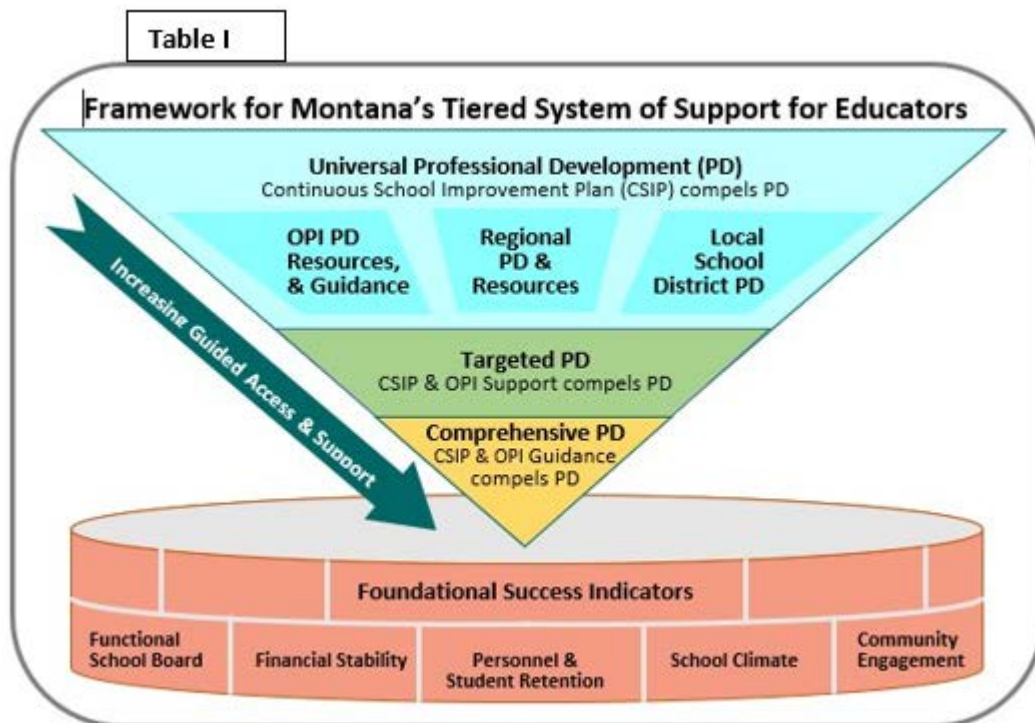 Table I
Framework for Montana's Tiered System of Support for Educators
Universal Professional Development (PD)
Continuous School Improvement Plan (CSIP) compels PD
OPI PD
Resources,
& Guidance
Regional
PD &
Resources
Local
School
District PD
Increasing Guided Access & Support
Targeted PD
CSIP & OPI Support compels PD
Comprehensive PD
CSIP & OPI Guidance
compels PD
Foundational Success Indicators
Functional
School Board
Financial Stability
Personnel &
Student Retention
School Climate
Community
Engagement